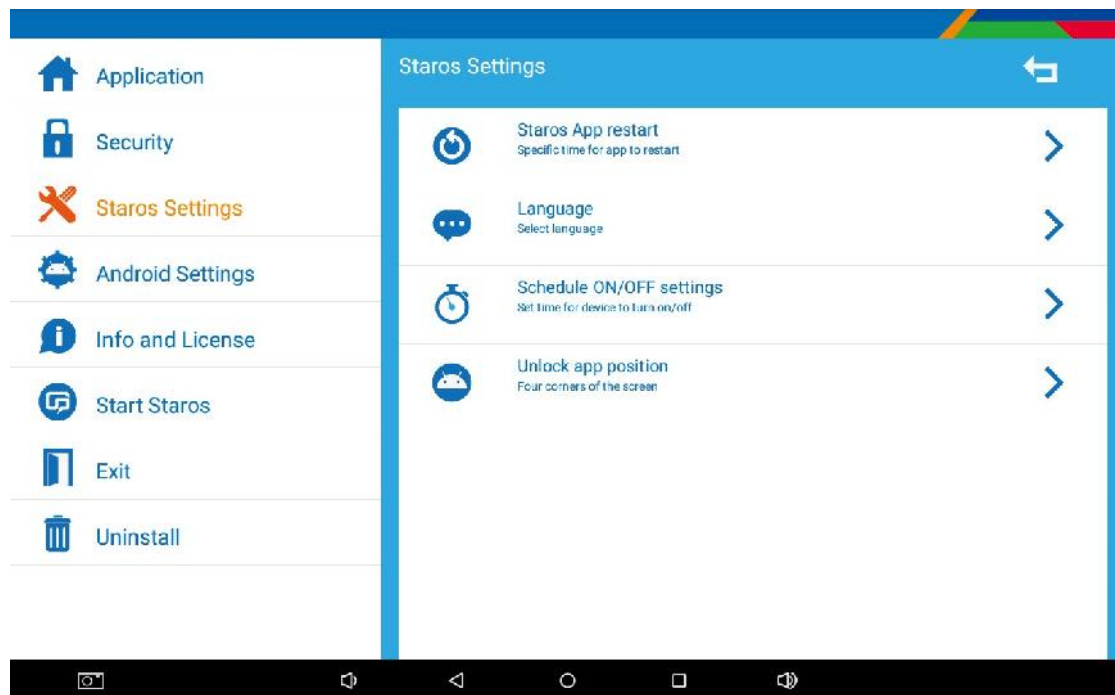 Application
Security
Staros Settings
Android Settings
Info and License
Start Staros
Exit
Uninstall
Staros Settings
Staros App restart
Specific time for app to restart
Language
Select language
Schedule ON/OFF settings
Set time for device to turn on/off
Unlock app position
Four corners of the screen